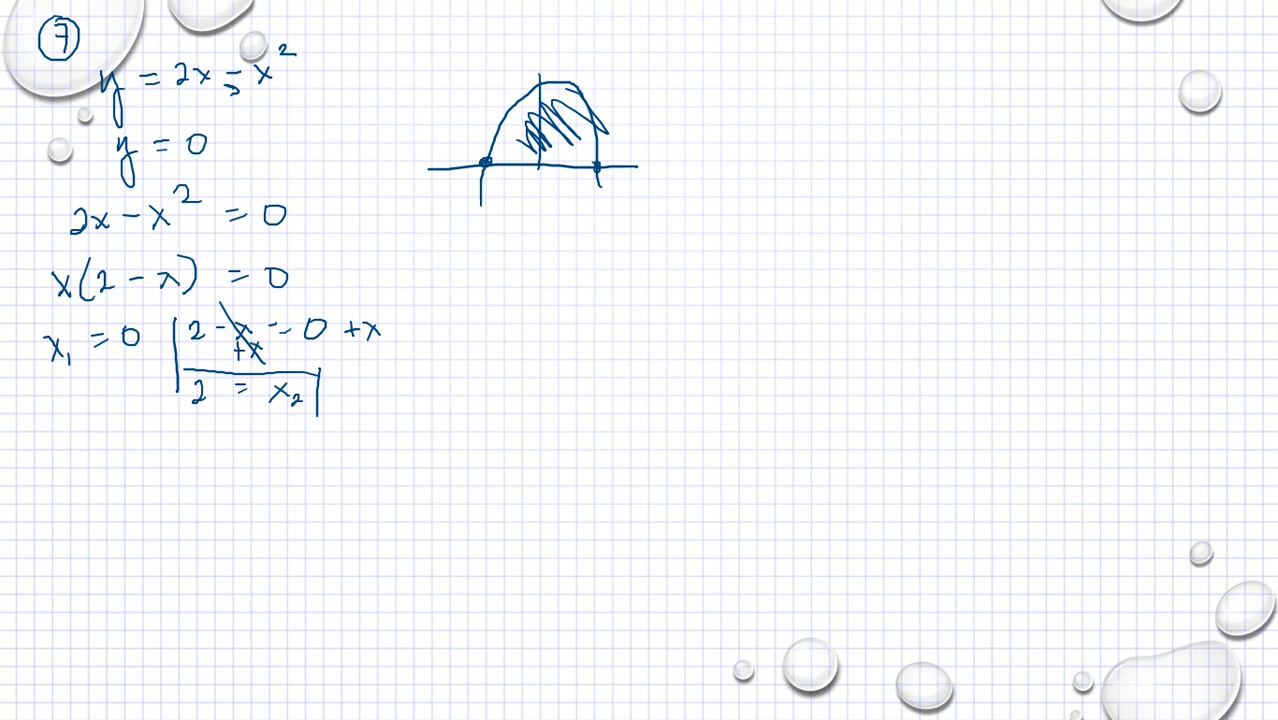 7
y = 2x - x²
y = 0
2x - x² = 0
x(2 - x) = 0
x₁ = 0 | 2 - x = 0 + x
+x
2 = x₂